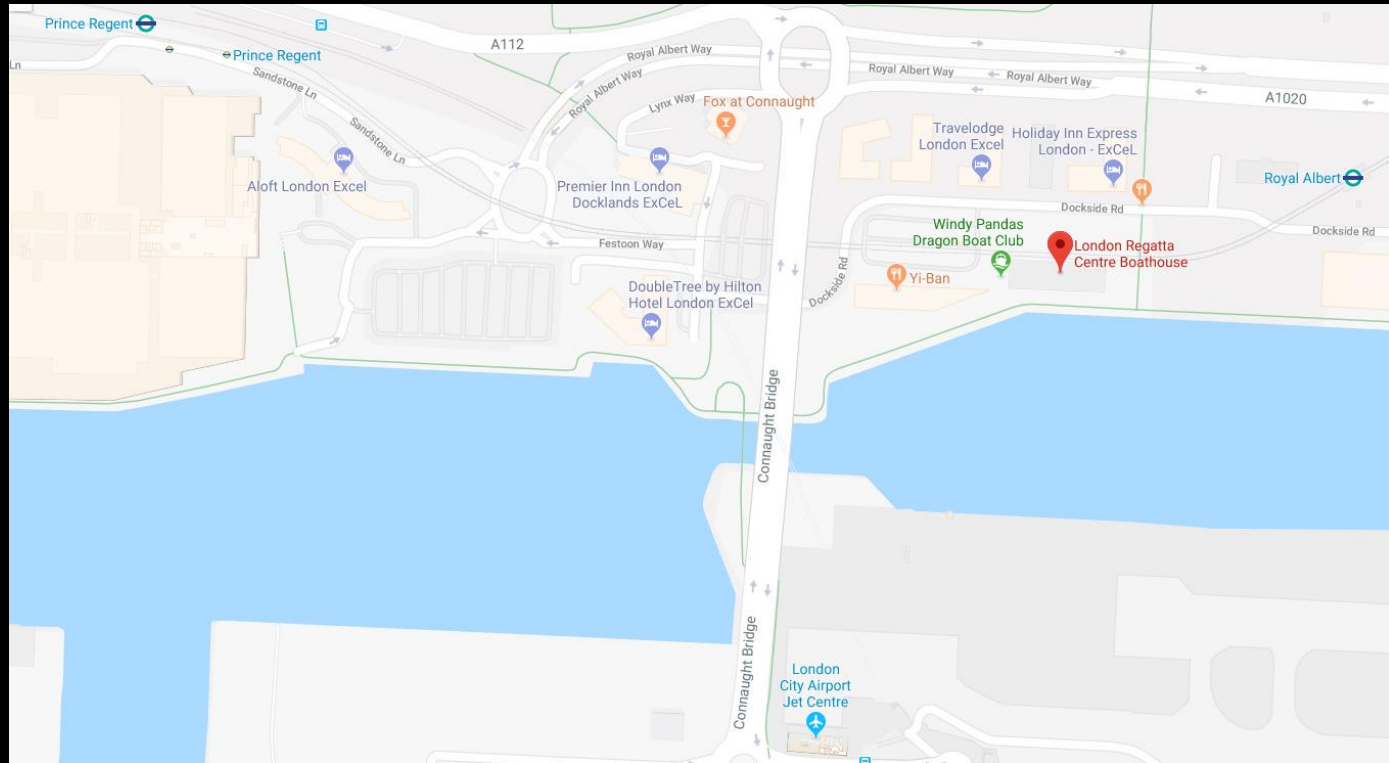 Prince Regent
A112
Prince Regent
Ln
Sandstone Ln
Sandstone Ln
Royal Albert Way
Royal Albert Way
Royal Albert Way
Royal Albert Way
A1020
Lynx Way
Fox at Connaught
Travelodge
London Excel
Holiday Inn Express
London - ExCeL
Aloft London Excel
Premier Inn London
Docklands ExCeL
Royal Albert
Dockside Rd
Dockside Rd
Windy Pandas
Dragon Boat Club
Festoon Way
London Regatta
Centre Boathouse
Dockside Rd
Yi-Ban
DoubleTree by Hilton
Hotel London ExCel
Connaught Bridge
Connaught Bridge
London
City Airport
Jet Centre